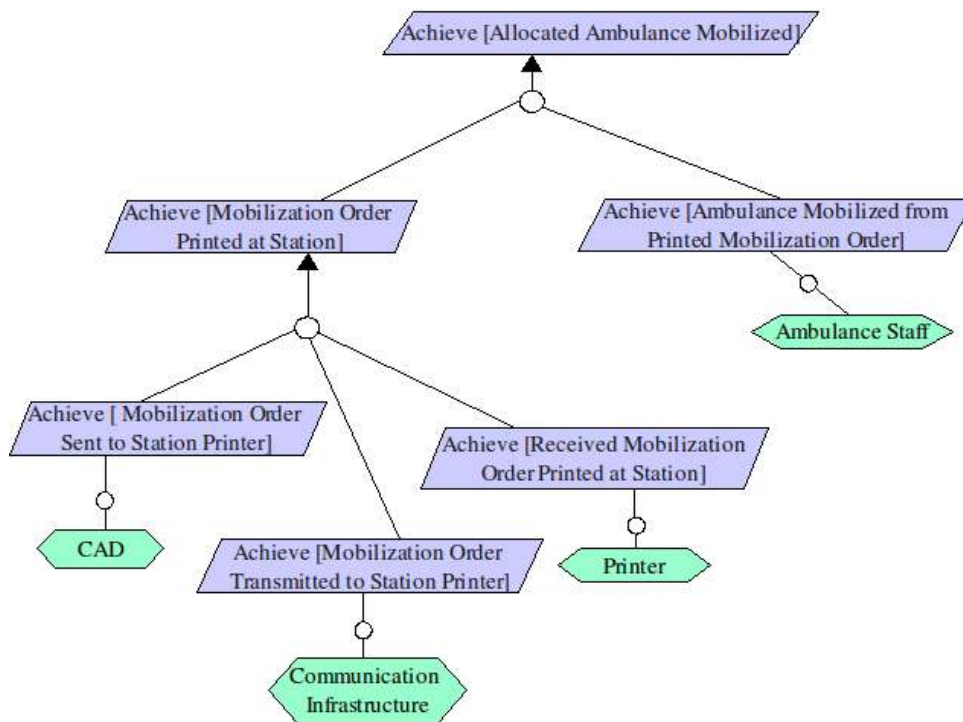 Achieve [Allocated Ambulance Mobilized]
Achieve [Mobilization Order
Printed at Station]
Achieve [Ambulance Mobilized from
Printed Mobilization Order]
Ambulance Staff
Achieve [ Mobilization Order
Sent to Station Printer]
Achieve [Received Mobilization
Order Printed at Station]
CAD
Achieve [Mobilization Order
Transmitted to Station Printer]
Printer
Communication
Infrastructure